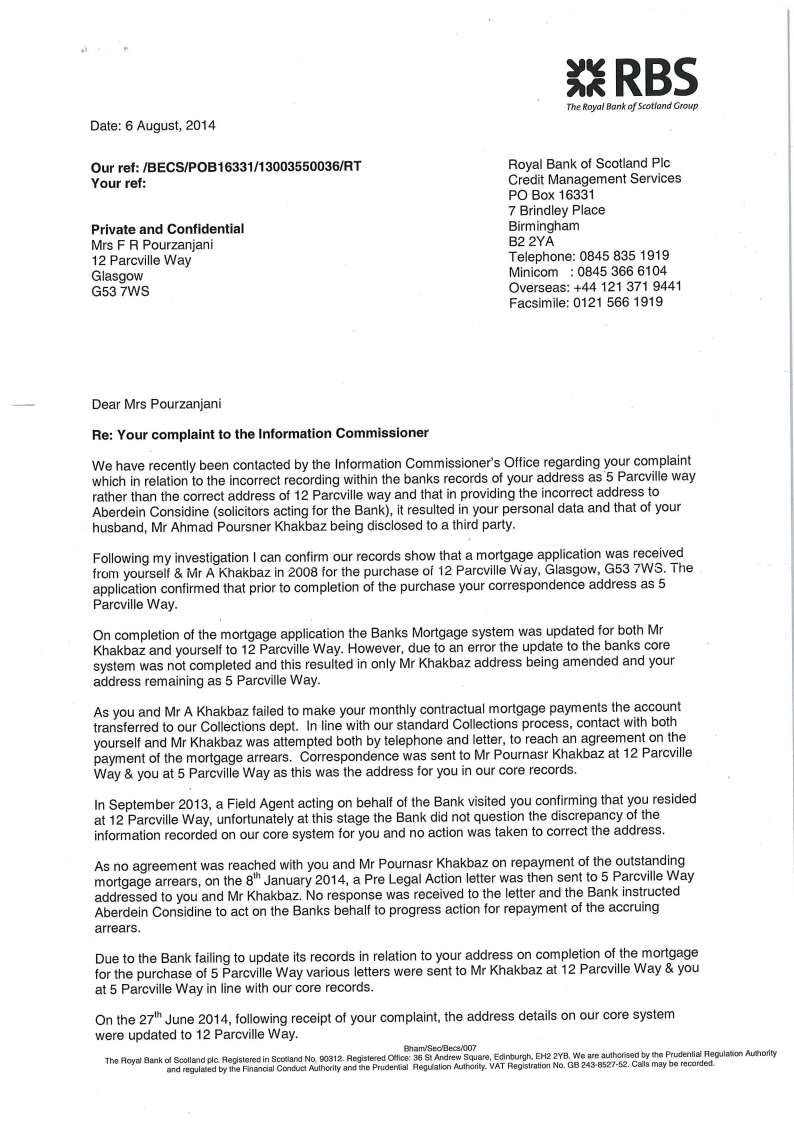 RBS
The Royal Bank of Scotland Group
Date: 6 August, 2014
Our ref: /BECS/POB16331/13003550036/RT
Your ref:
Royal Bank of Scotland Plc
Credit Management Services
PO Box 16331
7 Brindley Place
Birmingham
B2 2YA
Telephone: 0845 835 1919
Minicom : 0845 366 6104
Overseas: +44 121 371 9441
Facsimile: 0121 566 1919
Private and Confidential
Mrs F R Pourzanjani
12 Parcville Way
Glasgow
G53 7WS
Dear Mrs Pourzanjani
Re: Your complaint to the Information Commissioner
We have recently been contacted by the Information Commissioner's Office regarding your complaint
which in relation to the incorrect recording within the banks records of your address as 5 Parcville way
rather than the correct address of 12 Parcville way and that in providing the incorrect address to
Aberdein Considine (solicitors acting for the Bank), it resulted in your personal data and that of your
husband, Mr Ahmad Poursner Khakbaz being disclosed to a third party.
Following my investigation I can confirm our records show that a mortgage application was received
from yourself & Mr A Khakbaz in 2008 for the purchase of 12 Parcville Way, Glasgow, G53 7WS. The
application confirmed that prior to completion of the purchase your correspondence address as 5
Parcville Way.
On completion of the mortgage application the Banks Mortgage system was updated for both Mr
Khakbaz and yourself to 12 Parcville Way. However, due to an error the update to the banks core
system was not completed and this resulted in only Mr Khakbaz address being amended and your
address remaining as 5 Parcville Way.
As you and Mr A Khakbaz failed to make your monthly contractual mortgage payments the account
transferred to our Collections dept. In line with our standard Collections process, contact with both
yourself and Mr Khakbaz was attempted both by telephone and letter, to reach an agreement on the
payment of the mortgage arrears. Correspondence was sent to Mr Pournasr Khakbaz at 12 Parcville
Way & you at 5 Parcville Way as this was the address for you in our core records.
In September 2013, a Field Agent acting on behalf of the Bank visited you confirming that you resided
at 12 Parcville Way, unfortunately at this stage the Bank did not question the discrepancy of the
information recorded on our core system for you and no action was taken to correct the address.
As no agreement was reached with you and Mr Pournasr Khakbaz on repayment of the outstanding
mortgage arrears, on the 8th January 2014, a Pre Legal Action letter was then sent to 5 Parcville Way
addressed to you and Mr Khakbaz. No response was received to the letter and the Bank instructed
Aberdein Considine to act on the Banks behalf to progress action for repayment of the accruing
arrears.
Due to the Bank failing to update its records in relation to your address on completion of the mortgage
for the purchase of 5 Parcville Way various letters were sent to Mr Khakbaz at 12 Parcville Way & you
at 5 Parcville Way in line with our core records.
On the 27th June 2014, following receipt of your complaint, the address details on our core system
were updated to 12 Parcville Way.
Bham/Sec/Becs/007
The Royal Bank of Scotland plc. Registered in Scotland No. 90312. Registered Office: 36 St Andrew Square, Edinburgh, EH2 2YB. We are authorised by the Prudential Regulation Authority
and regulated by the Financial Conduct Authority and the Prudential Regulation Authority. VAT Registration No. GB 243-8527-52. Calls may be recorded.